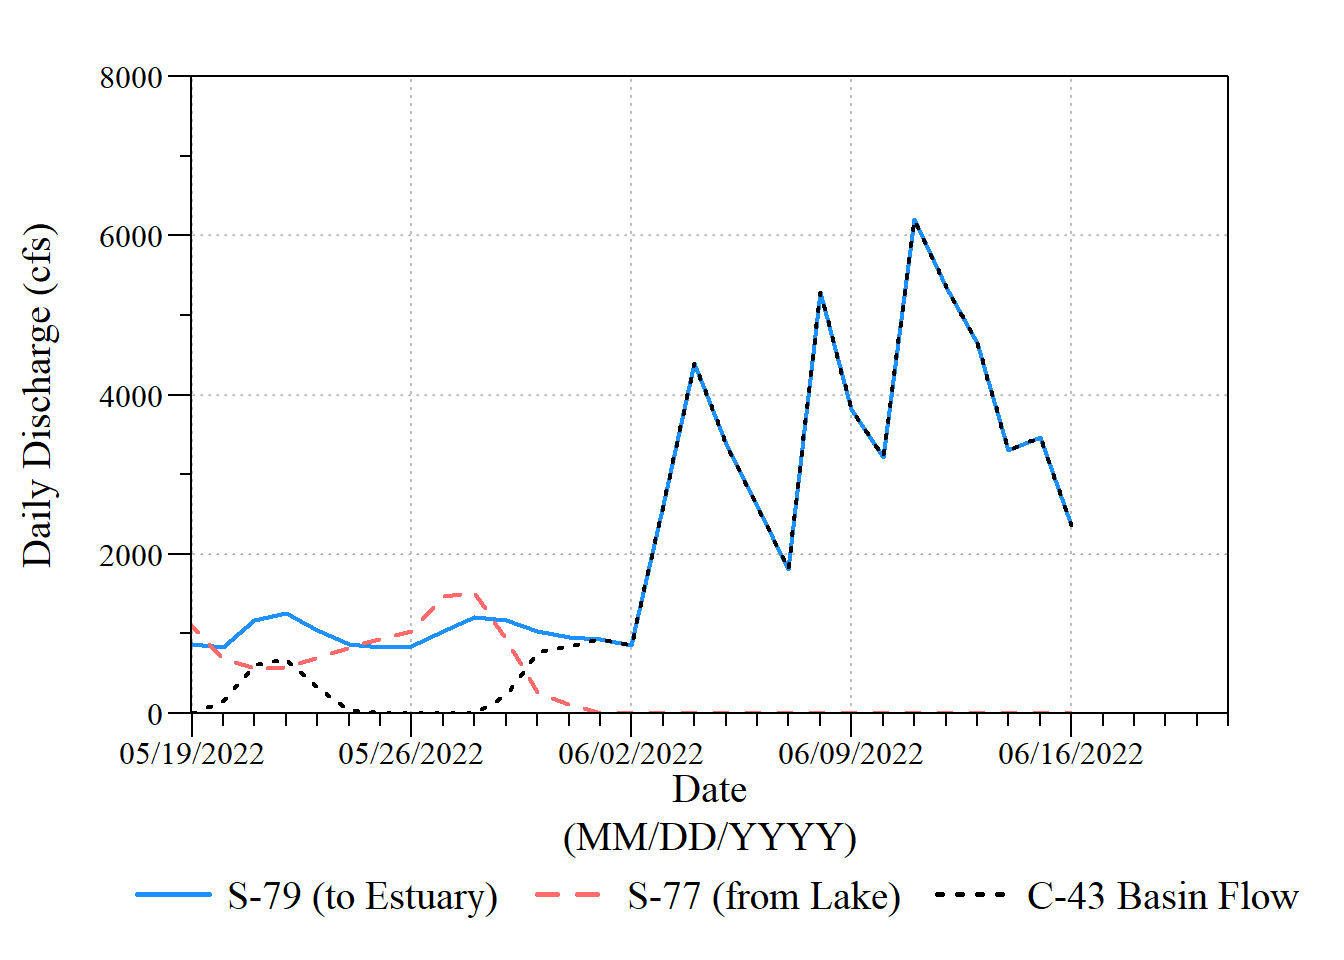 8000
6000
4000
2000
0
Daily Discharge (cfs)
05/19/2022 05/26/2022 06/02/2022 06/09/2022 06/16/2022
Date
(MM/DD/YYYY)
S-79 (to Estuary) S-77 (from Lake) C-43 Basin Flow